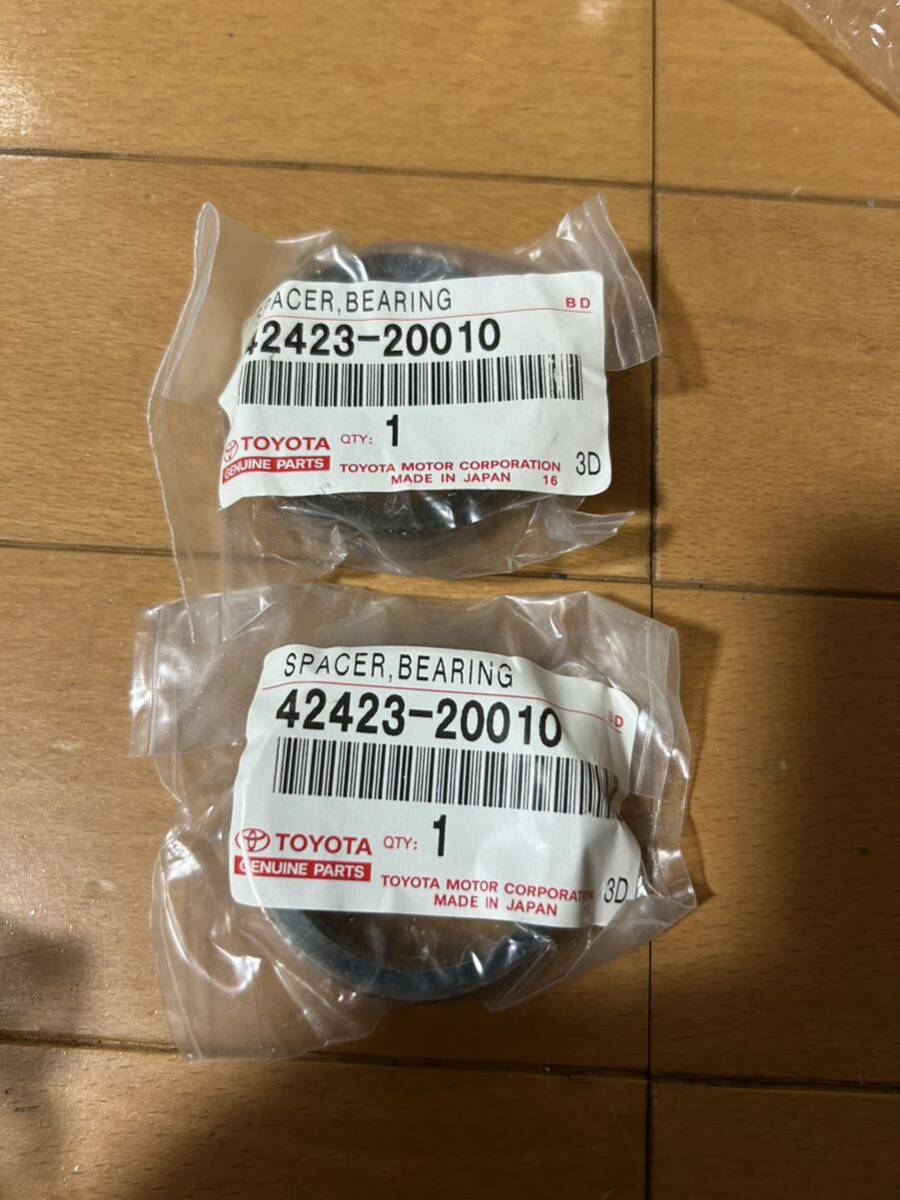 SPACER,BEARING
BD
42423-20010
TOYOTA QTY: 1
GENUINE PARTS
TOYOTA MOTOR CORPORATION 3D
MADE IN JAPAN 16
SPACER,BEARING
42423-20010
BD
TOYOTA QTY: 1
GENUINE PARTS
TOYOTA MOTOR CORPORATION 3D
MADE IN JAPAN